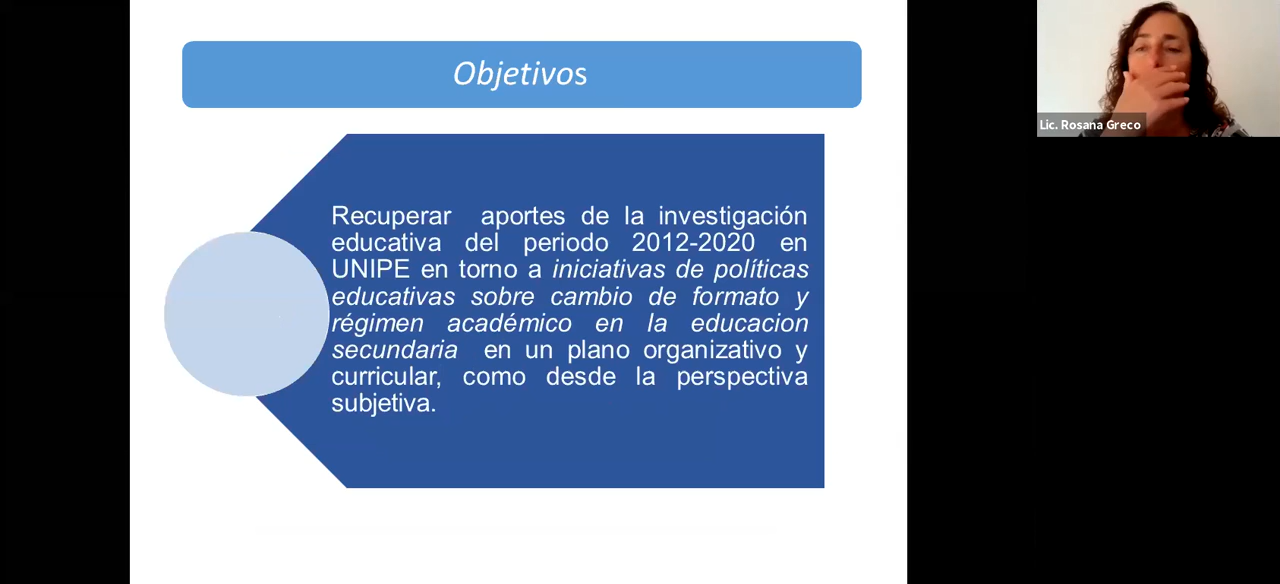 Objetivos
Lic. Rosana Greco
Recuperar aportes de la investigación
educativa del periodo 2012-2020 en
UNIPE en torno a iniciativas de políticas
educativas sobre cambio de formato y
régimen académico en la educacion
secundaria en un plano organizativo y
curricular, como desde la perspectiva
subjetiva.